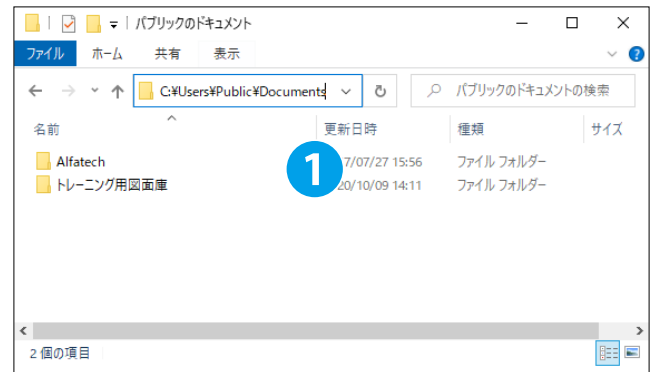 パブリックのドキュメント
ファイル ホーム 共有 表示
C:¥Users¥Public¥Documents パブリックのドキュメントの検索
名前 更新日時 種類 サイズ
Alfatech 7/07/27 15:56 ファイル フォルダー
トレーニング用図面庫 20/10/09 14:11 ファイル フォルダー
1
2 個の項目